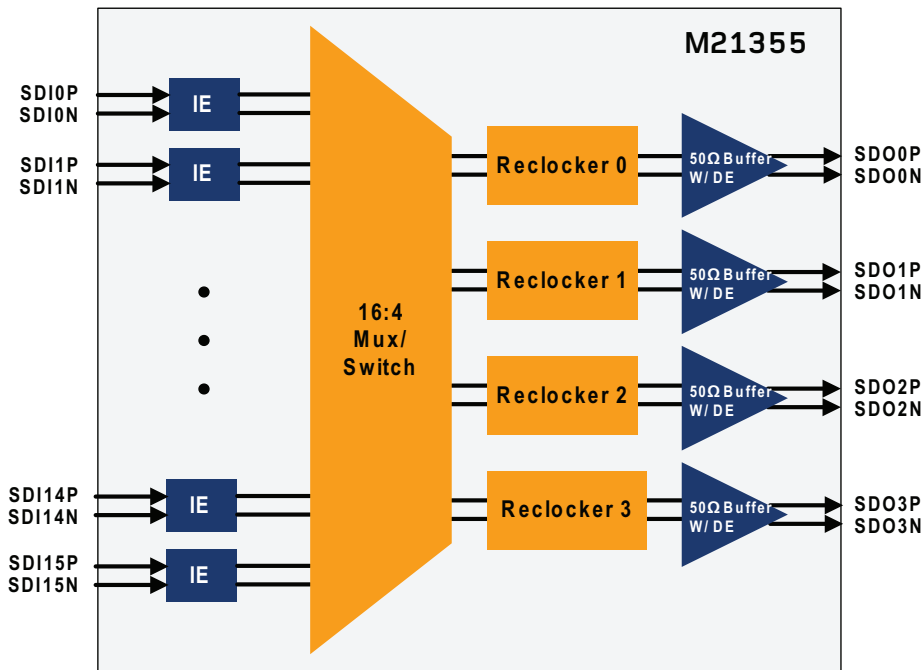 M21355
SDI0P
SDI0N
IE
SDI1P
SDI1N
IE
SDI14P
SDI14N
IE
SDI15P
SDI15N
IE
16:4
Mux/
Switch
Reclocker 0
50Ω Buffer
W/ DE
SDO0P
SDO0N
Reclocker 1
50Ω Buffer
W/ DE
SDO1P
SDO1N
Reclocker 2
50Ω Buffer
W/ DE
SDO2P
SDO2N
Reclocker 3
50Ω Buffer
W/ DE
SDO3P
SDO3N